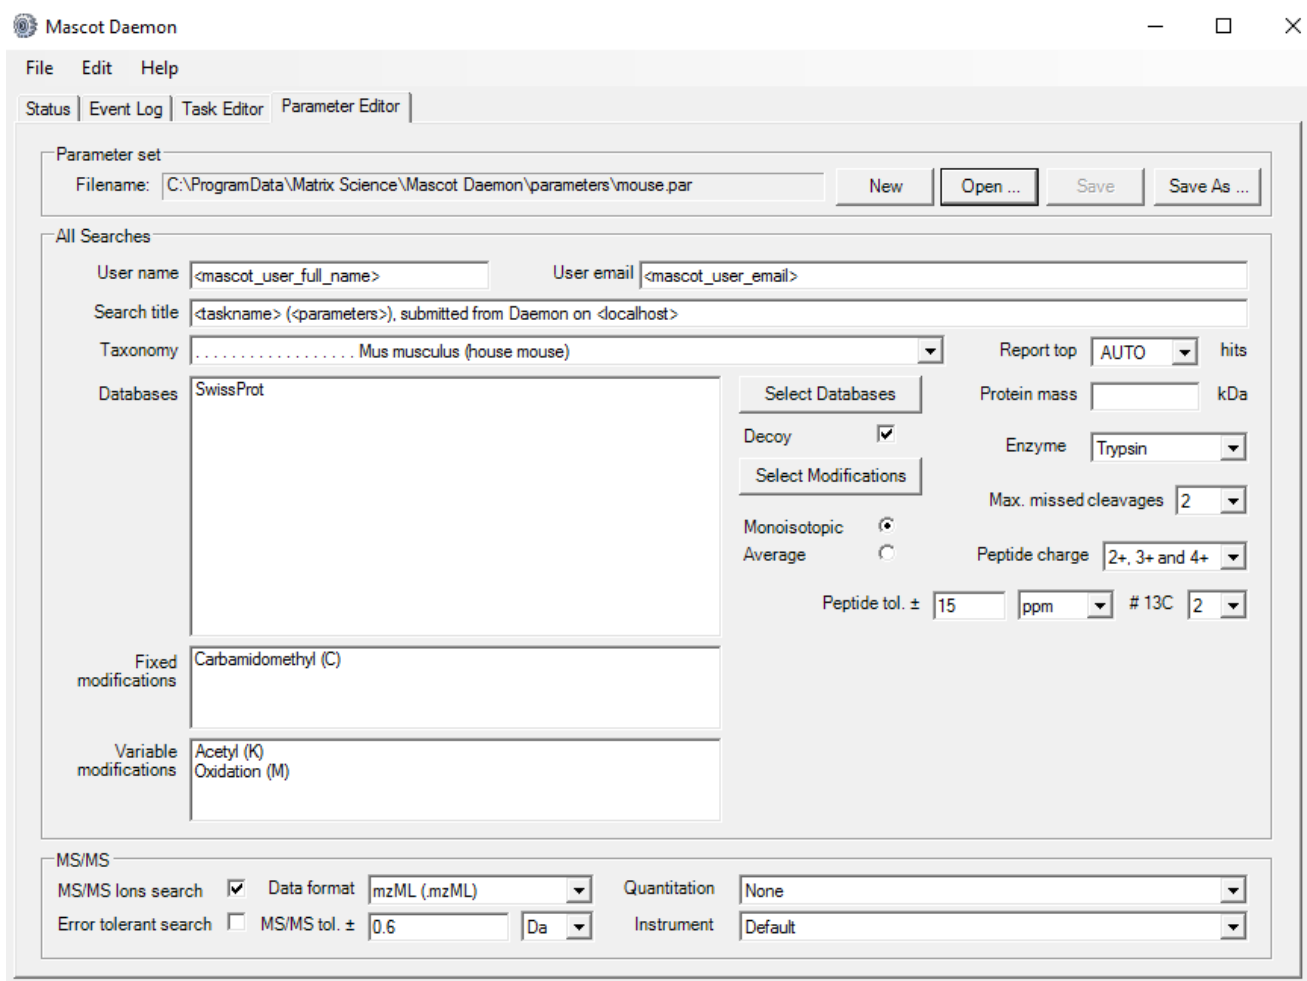 Mascot Daemon
File Edit Help
Status Event Log Task Editor Parameter Editor
Parameter set
Filename: C:\ProgramData\Matrix Science\Mascot Daemon\parameters\mouse.par New Open ... Save Save As ...
All Searches
User name <mascot_user_full_name> User email <mascot_user_email>
Search title <taskname> (<parameters>), submitted from Daemon on <localhost>
Taxonomy . . . . . . . . . . . . . . . . . . Mus musculus (house mouse) Report top AUTO hits
Databases SwissProt Select Databases Protein mass kDa
Decoy Enzyme Trypsin
Select Modifications
Max. missed cleavages 2
Monoisotopic
Average Peptide charge 2+, 3+ and 4+
Peptide tol. ± 15 ppm # 13C 2
Fixed modifications Carbamidomethyl (C)
Variable modifications Acetyl (K)
Oxidation (M)
MS/MS
MS/MS Ions search Data format mzML (.mzML) Quantitation None
Error tolerant search MS/MS tol. ± 0.6 Da Instrument Default